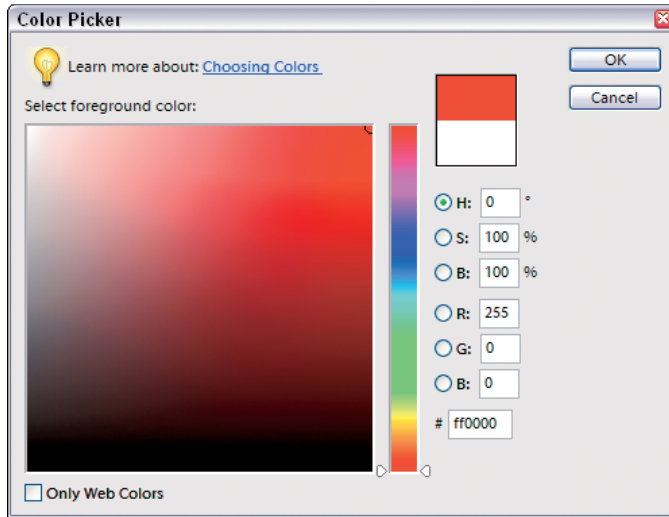 Color Picker
Learn more about: Choosing Colors
OK
Cancel
Select foreground color:
H: 0 °
S: 100 %
B: 100 %
R: 255
G: 0
B: 0
# ff0000
Only Web Colors